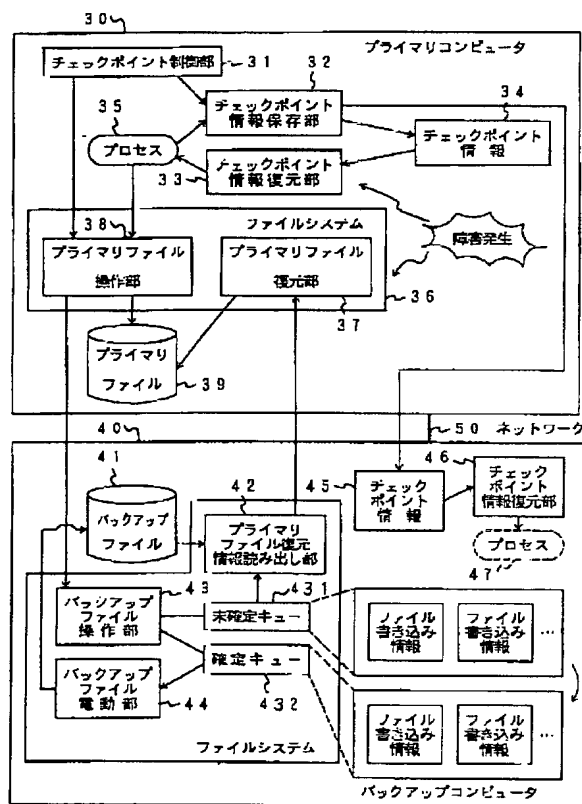 30
プライマリコンピュータ
チェックポイント制御部
31
32
34
35
チェックポイント
情報保存部
チェックポイント
情報
プロセス
33
チェックポイント
情報復元部
38
ファイルシステム
障害発生
プライマリファイル
操作部
プライマリファイル
復元部
36
37
プライマリ
ファイル
39
40
50
ネットワーク
41
42
45
46
チェック
ポイント
情報
チェック
ポイント
情報復元部
バックアップ
ファイル
プライマリ
ファイル復元
情報読み出し部
プロセス
47
43
431
バックアップ
ファイル
操作部
未確定キュー
ファイル
書き込み
情報
ファイル
書き込み
情報
…
確定キュー
バックアップ
ファイル
電動部
44
432
ファイル
書き込み
情報
ファイル
書き込み
情報
…
ファイルシステム
バックアップコンピュータ